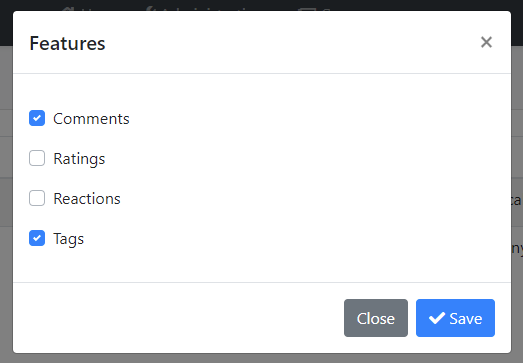 Features
×
Comments
Ratings
Reactions
Tags
Close
Save